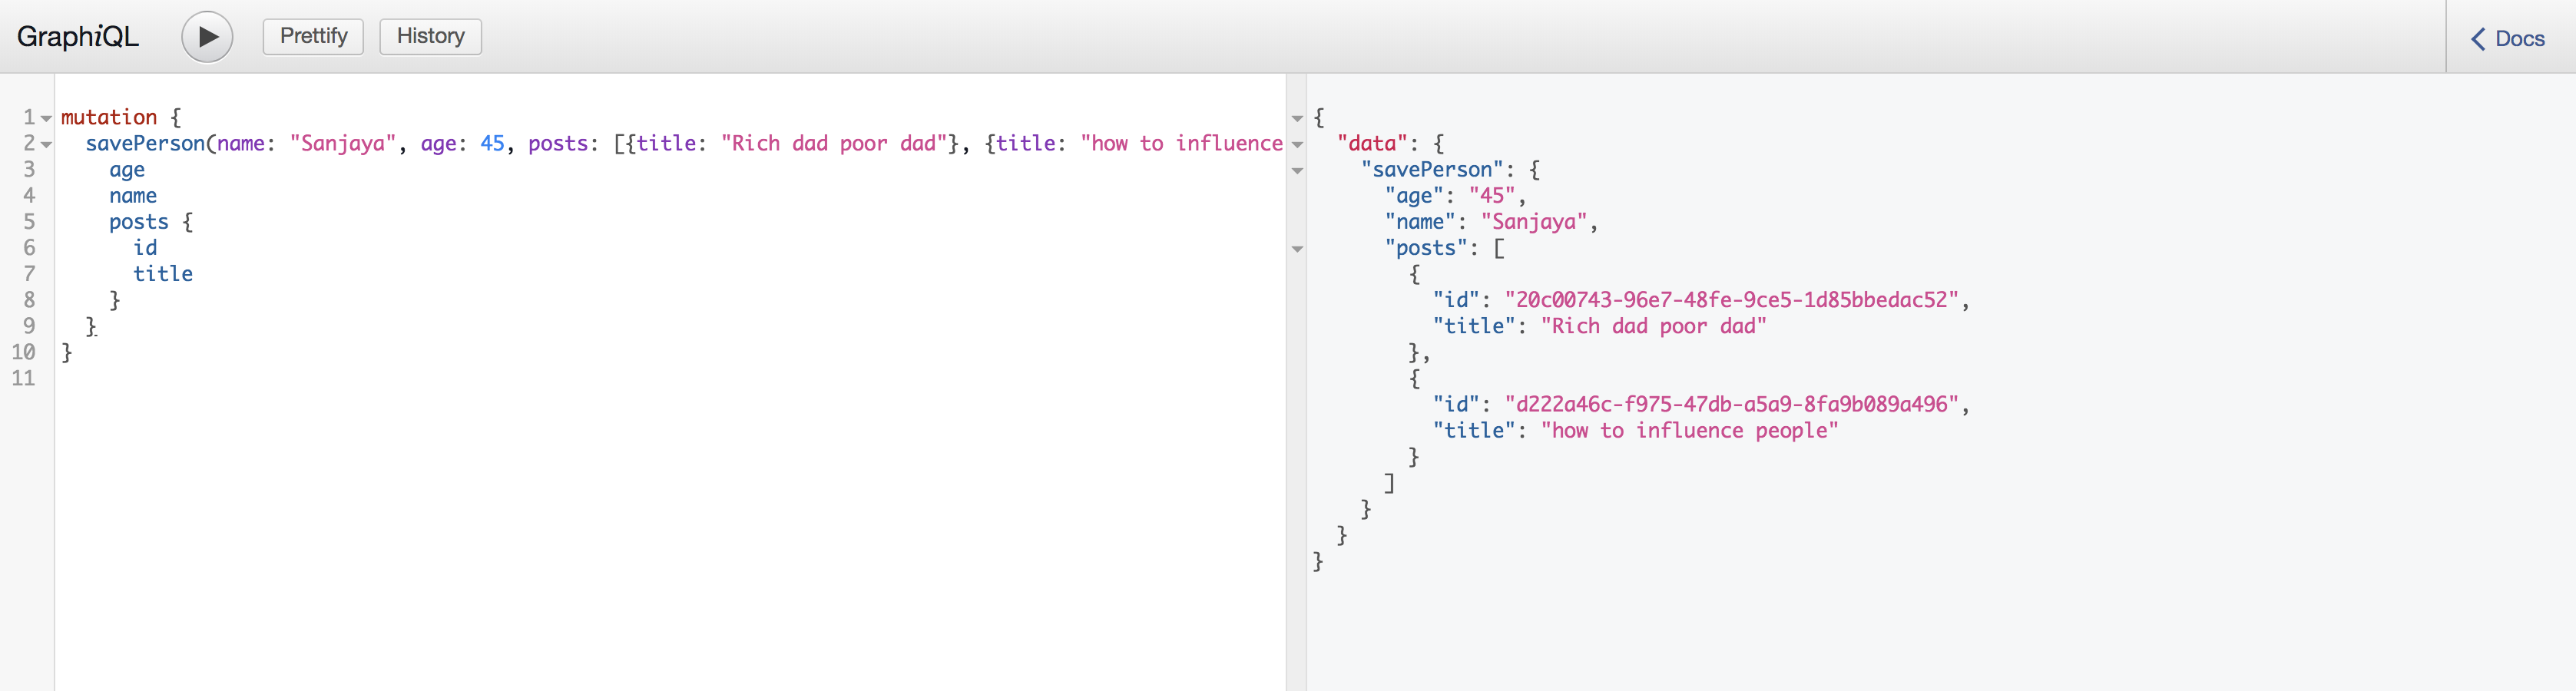 GraphiQL Prettify History Docs
1 mutation {
2 savePerson(name: "Sanjaya", age: 45, posts: [{title: "Rich dad poor dad"}, {title: "how to influence
3 age
4 name
5 posts {
6 id
7 title
8 }
9 }
10 }
11
{
"data": {
"savePerson": {
"age": "45",
"name": "Sanjaya",
"posts": [
{
"id": "20c00743-96e7-48fe-9ce5-1d85bbedac52",
"title": "Rich dad poor dad"
},
{
"id": "d222a46c-f975-47db-a5a9-8fa9b089a496",
"title": "how to influence people"
}
]
}
}
}